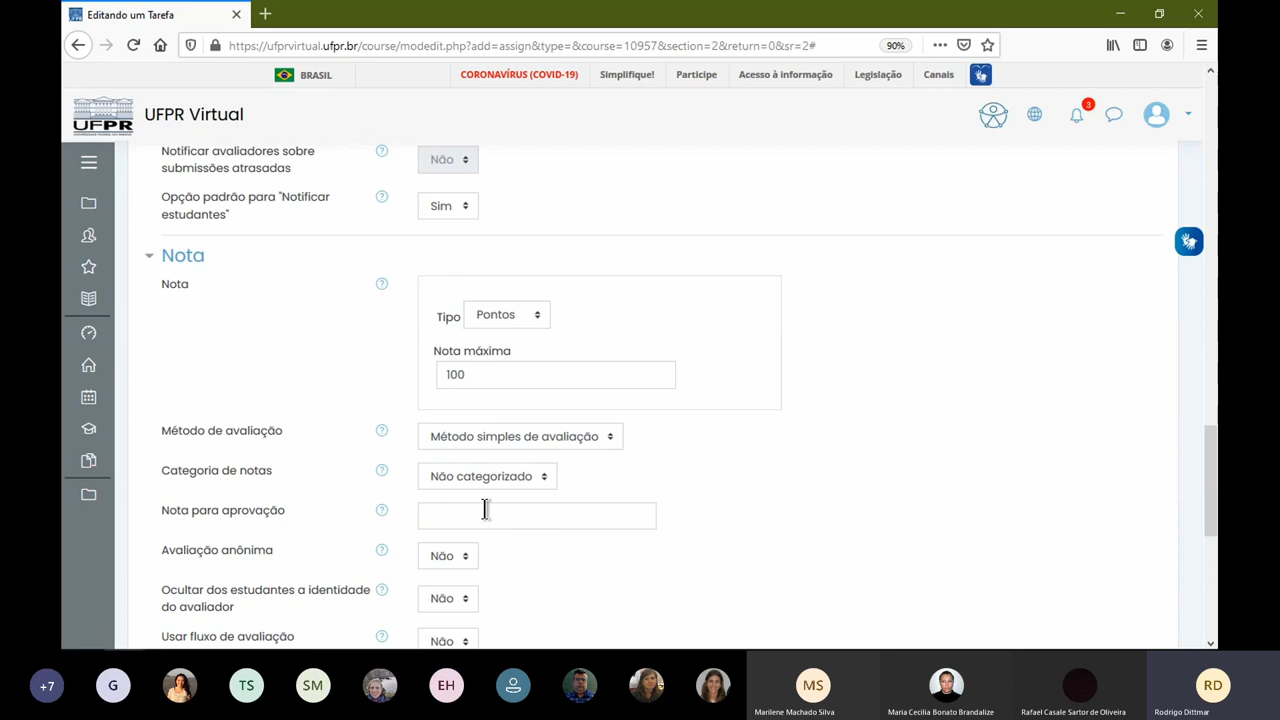 Editando um Tarefa
https://ufprvirtual.ufpr.br/course/modedit.php?add=assign&type=&course=10957&section=2&return=0&sr=2#
90%
BRASIL
CORONAVÍRUS (COVID-19)
Simplifique!
Participe
Acesso à informação
Legislação
Canais
UFPR
UFPR Virtual
3
Notificar avaliadores sobre
submissões atrasadas
Não
Opção padrão para "Notificar
estudantes"
Sim
Nota
Nota
Tipo
Pontos
Nota máxima
100
Método de avaliação
Método simples de avaliação
Categoria de notas
Não categorizado
Nota para aprovação
Avaliação anônima
Não
Ocultar dos estudantes a identidade
do avaliador
Não
Usar fluxo de avaliação
Não
+7
G
TS
SM
EH
MS
RD
Marilene Machado Silva
Maria Cecilia Bonato Brandalize
Rafael Casale Sartor de Oliveira
Rodrigo Dittmar